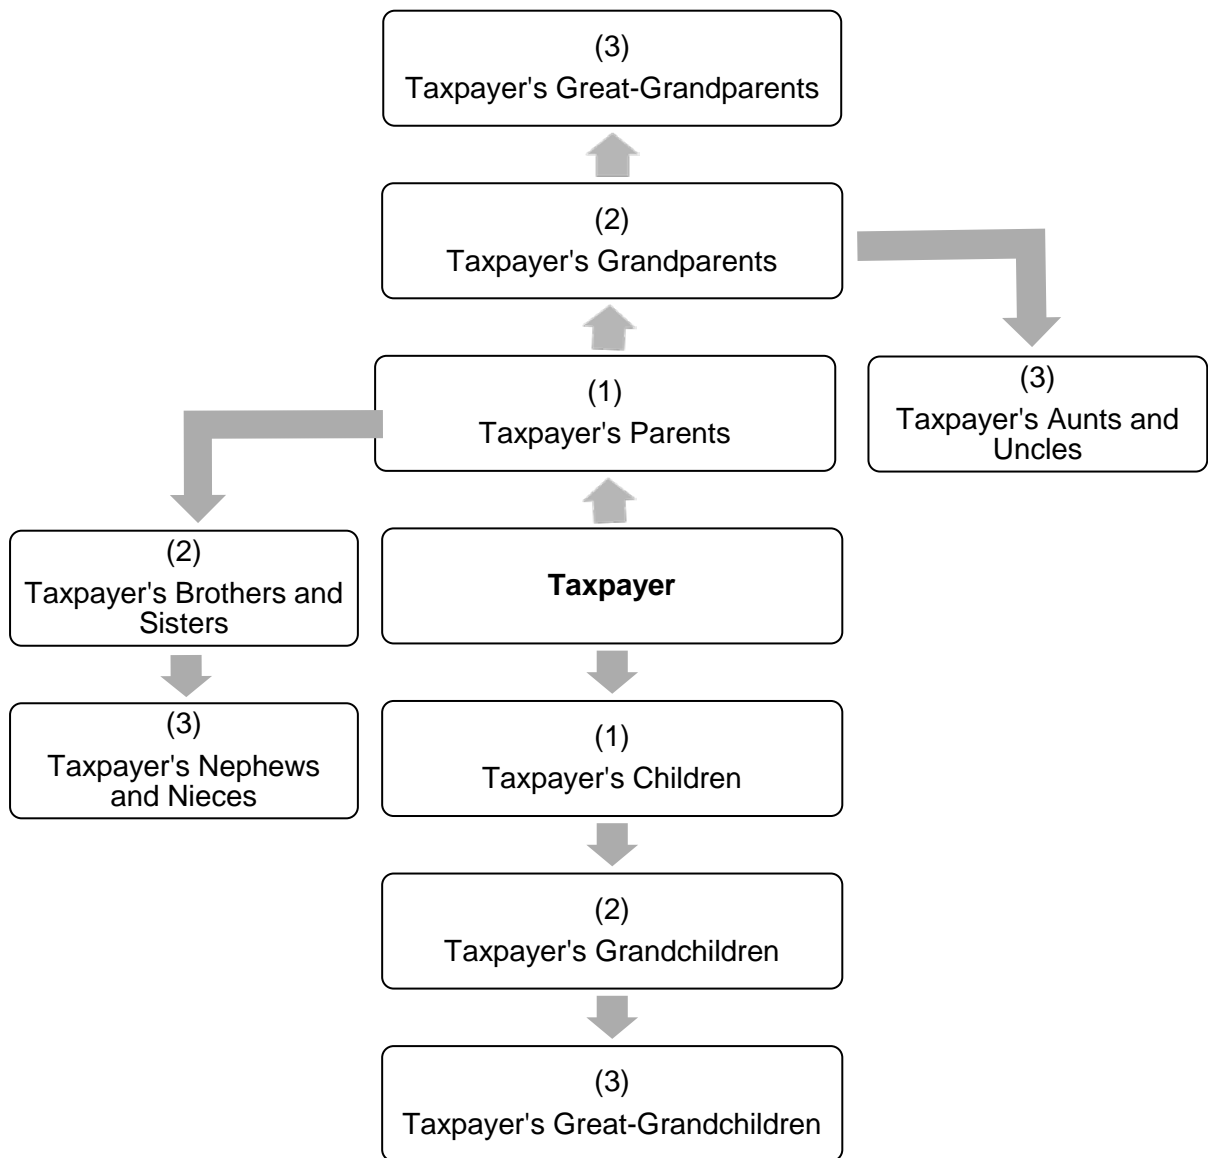 (3)
Taxpayer's Great-Grandparents
(2)
Taxpayer's Grandparents
(1)
Taxpayer's Parents
(3)
Taxpayer's Aunts and
Uncles
(2)
Taxpayer's Brothers and
Sisters
Taxpayer
(3)
Taxpayer's Nephews
and Nieces
(1)
Taxpayer's Children
(2)
Taxpayer's Grandchildren
(3)
Taxpayer's Great-Grandchildren